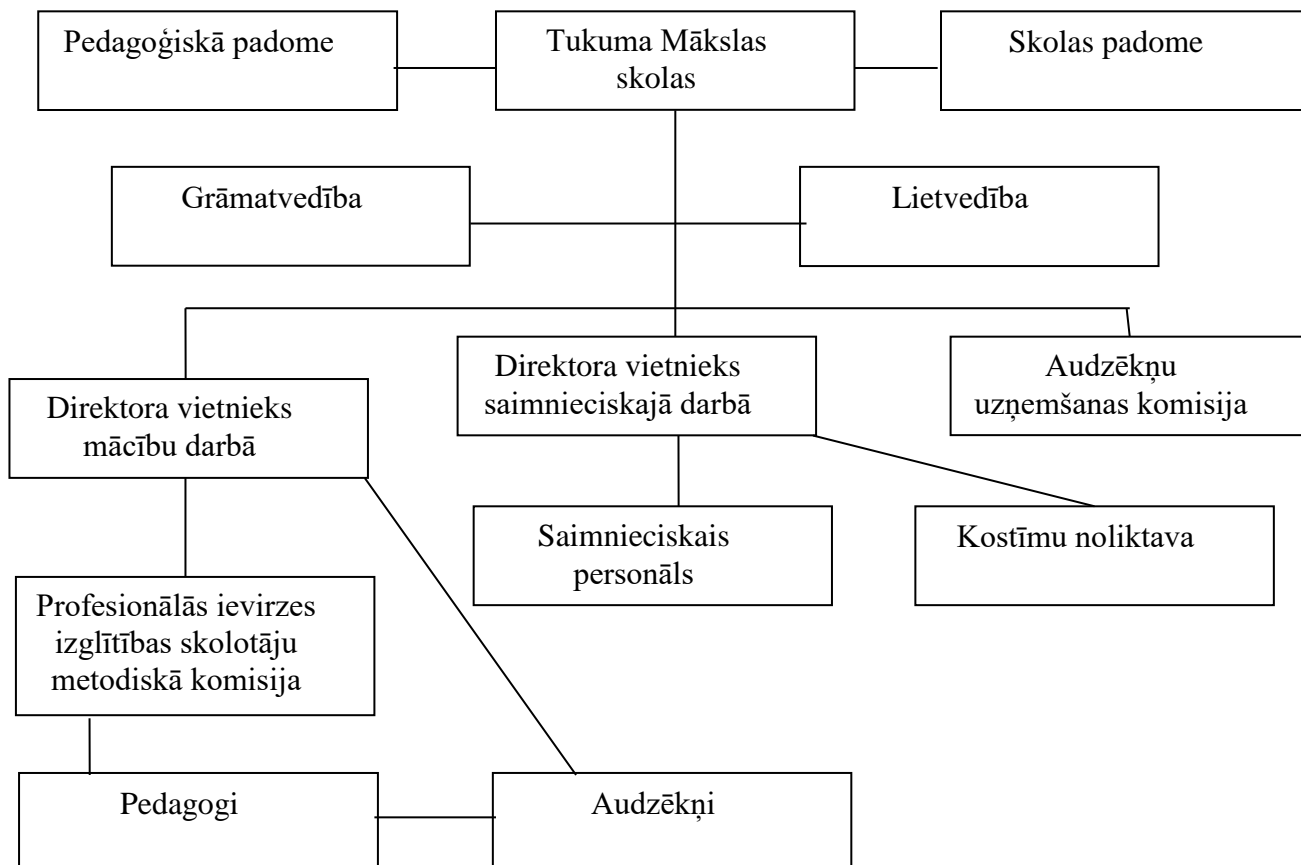 Pedagoģiskā padome
Tukuma Mākslas
skolas
Skolas padome
Grāmatvedība
Lietvedība
Direktora vietnieks
mācību darbā
Direktora vietnieks
saimnieciskajā darbā
Audzēkņu
uzņemšanas komisija
Saimnieciskais
personāls
Kostīmu noliktava
Profesionālās ievirzes
izglītības skolotāju
metodiskā komisija
Pedagogi
Audzēkņi